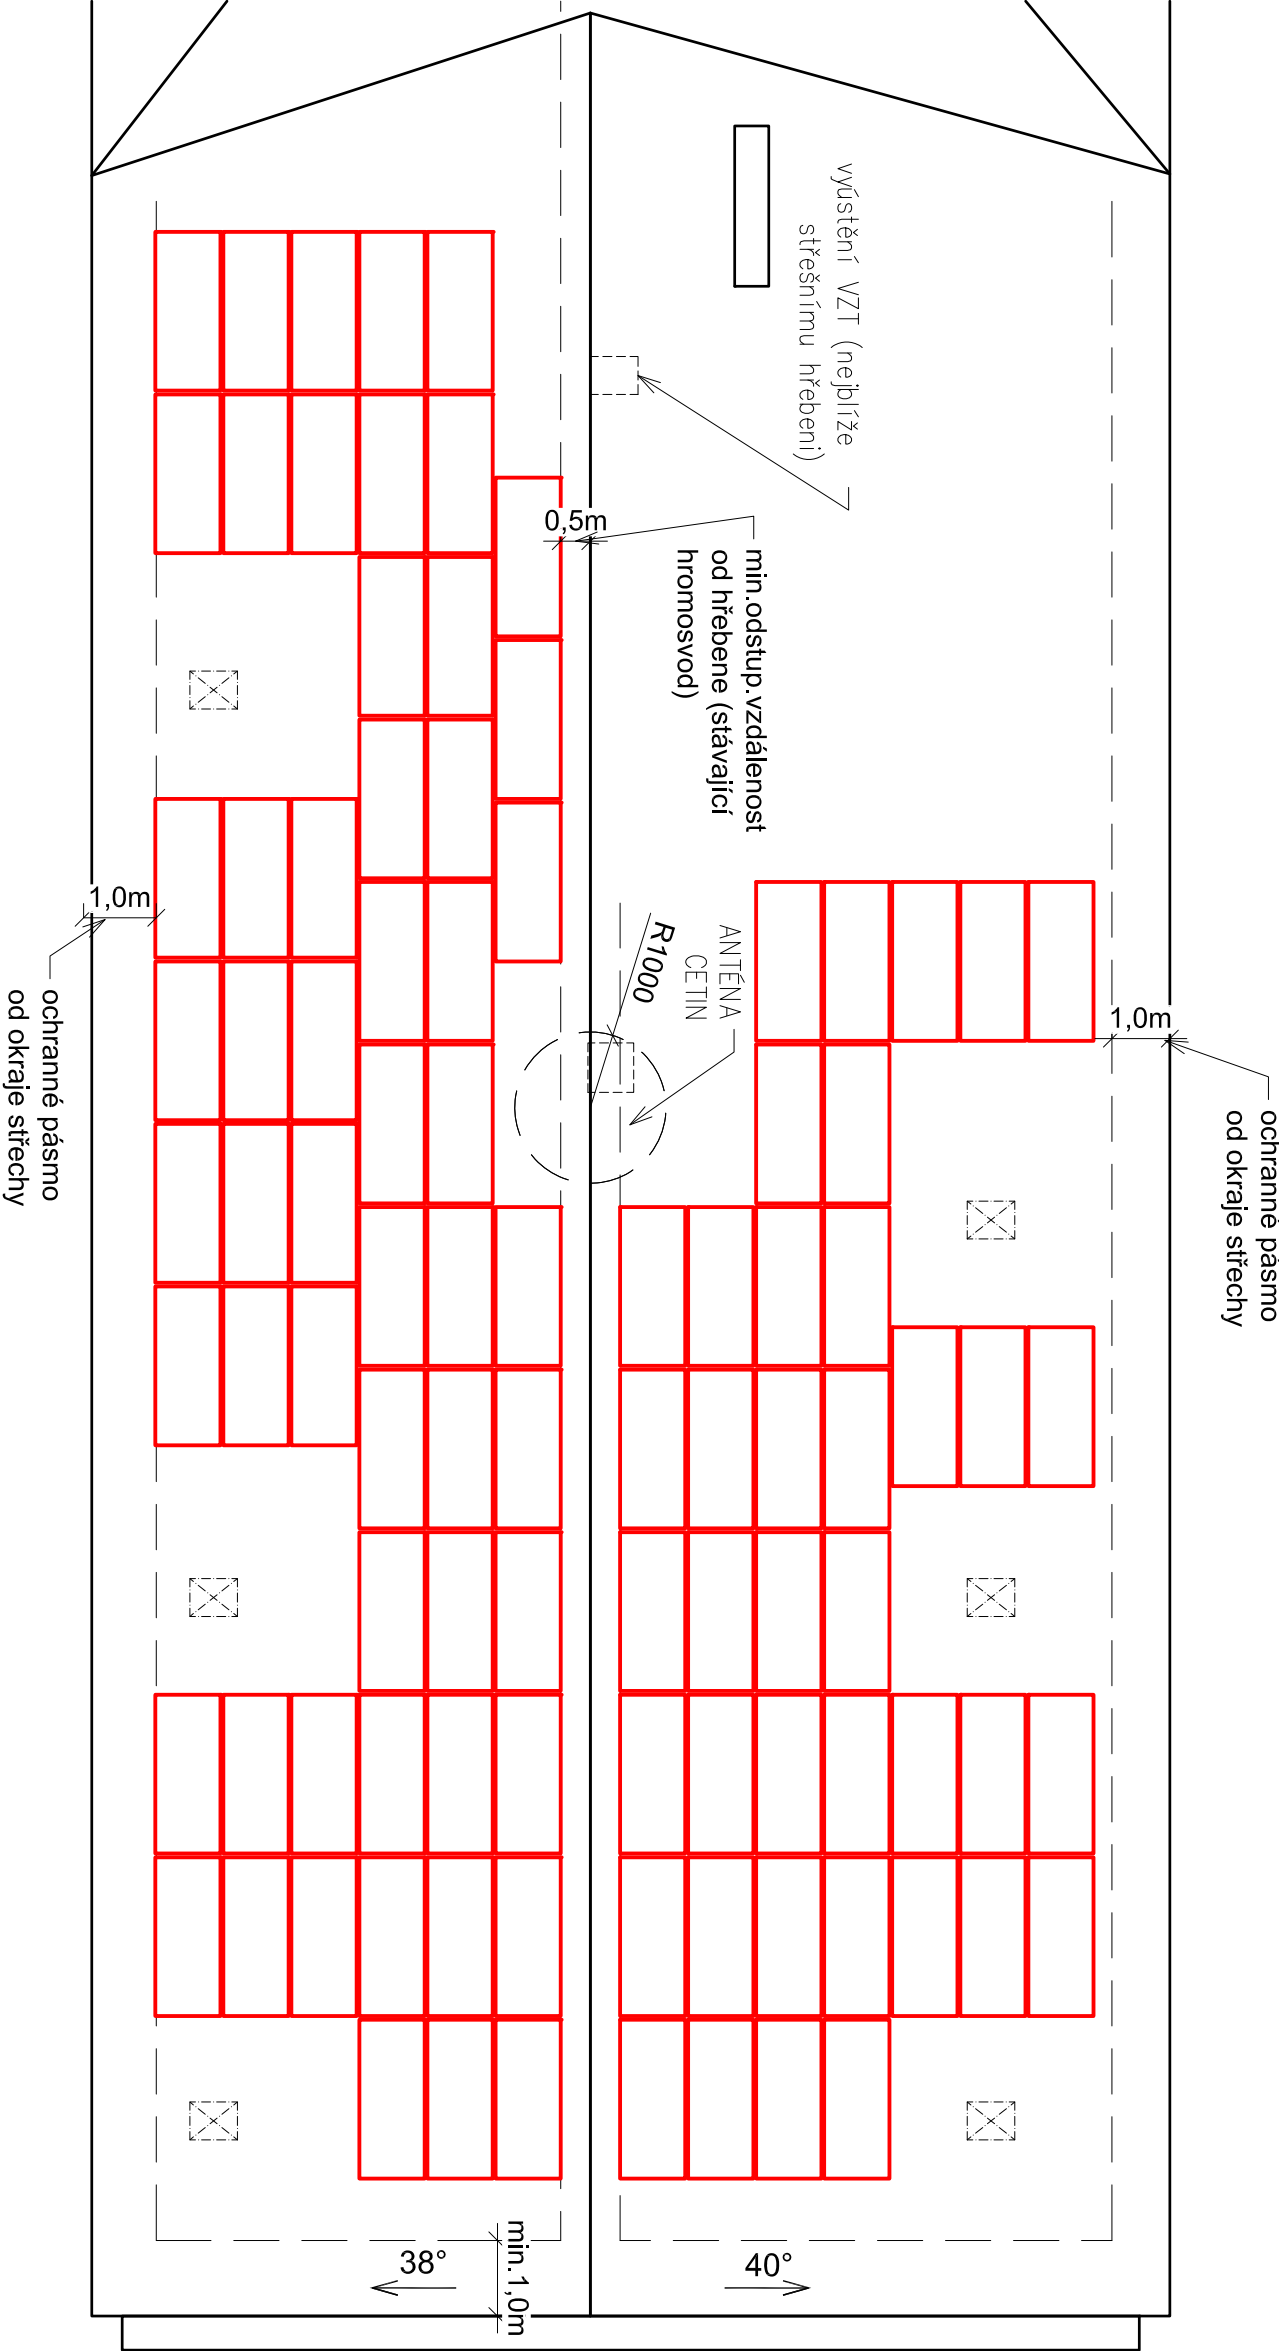 vyústění VZT (nejblíže
střešnímu hřebeni)
0,5m
min.odstup.vzdálenost
od hřebene (stávající
hromosvod)
1,0m
ochranné pásmo
od okraje střechy
R1000
ANTÉNA
CETIN
1,0m
ochranné pásmo
od okraje střechy
38°
min.1,0m
40°